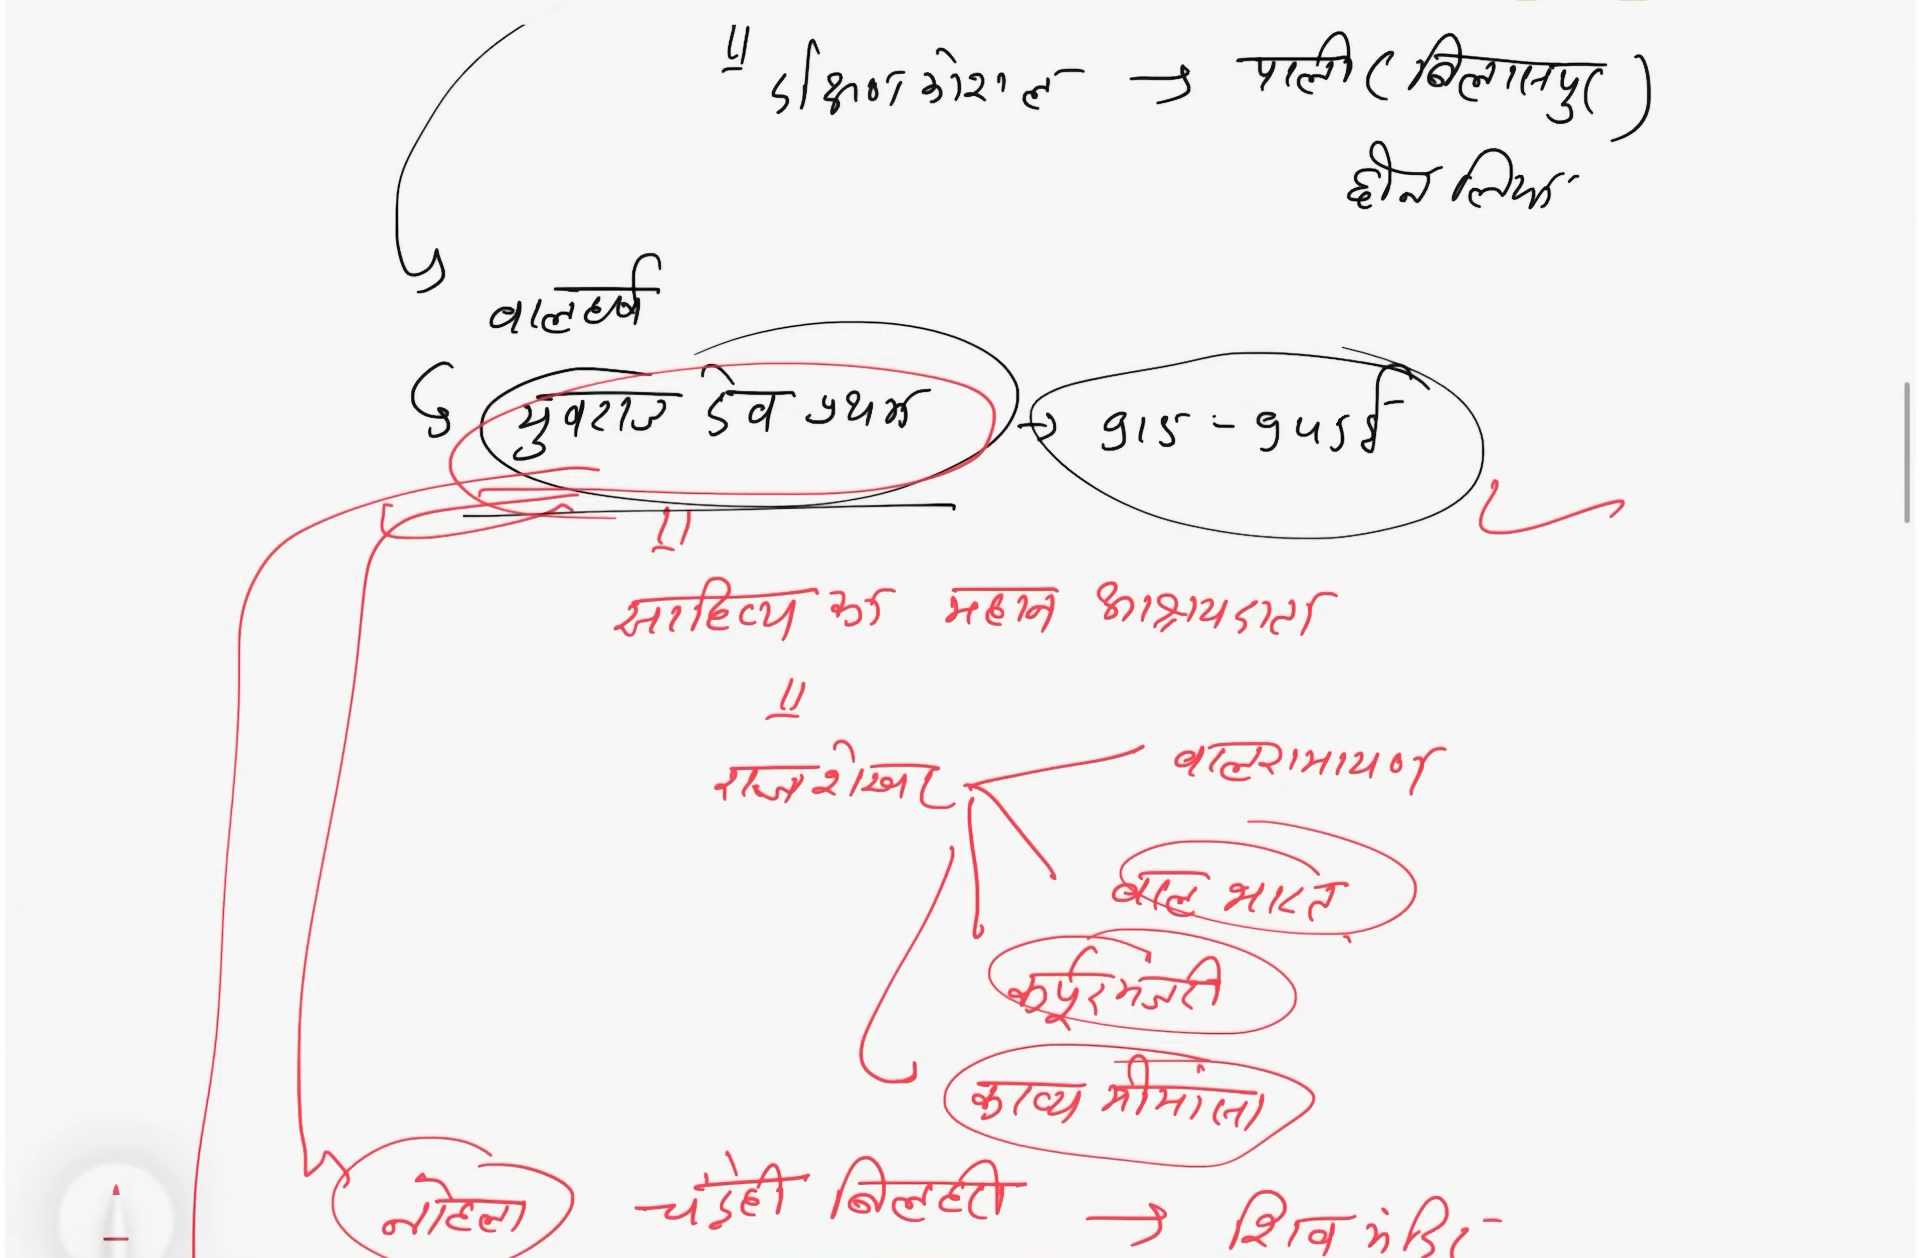 दक्षिण कोशल → पाली ( बिलासपुर )
छीन लिया
बालहर्ष
युवराज देव प्रथम → 915 - 945 ई
साहित्य का महान आश्रयदाता
राजशेखर
बालरामायण
बाल भारत
कर्पूरमंजरी
काव्य मीमांसा
नोहला - चंदेही बिलहरी → शिव मंदिर